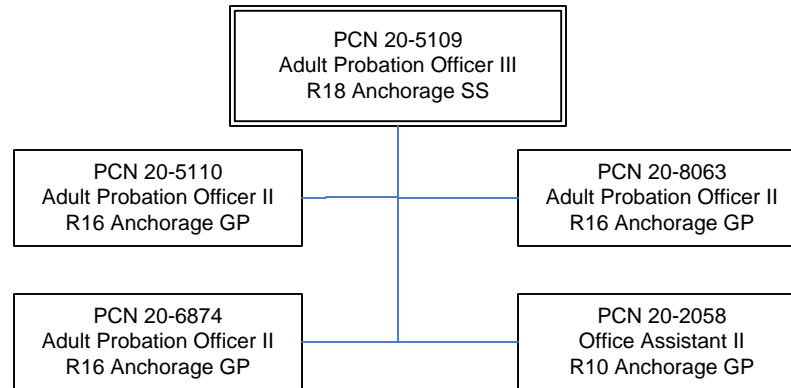 PCN 20-5109
Adult Probation Officer III
R18 Anchorage SS
PCN 20-5110
Adult Probation Officer II
R16 Anchorage GP
PCN 20-8063
Adult Probation Officer II
R16 Anchorage GP
PCN 20-6874
Adult Probation Officer II
R16 Anchorage GP
PCN 20-2058
Office Assistant II
R10 Anchorage GP